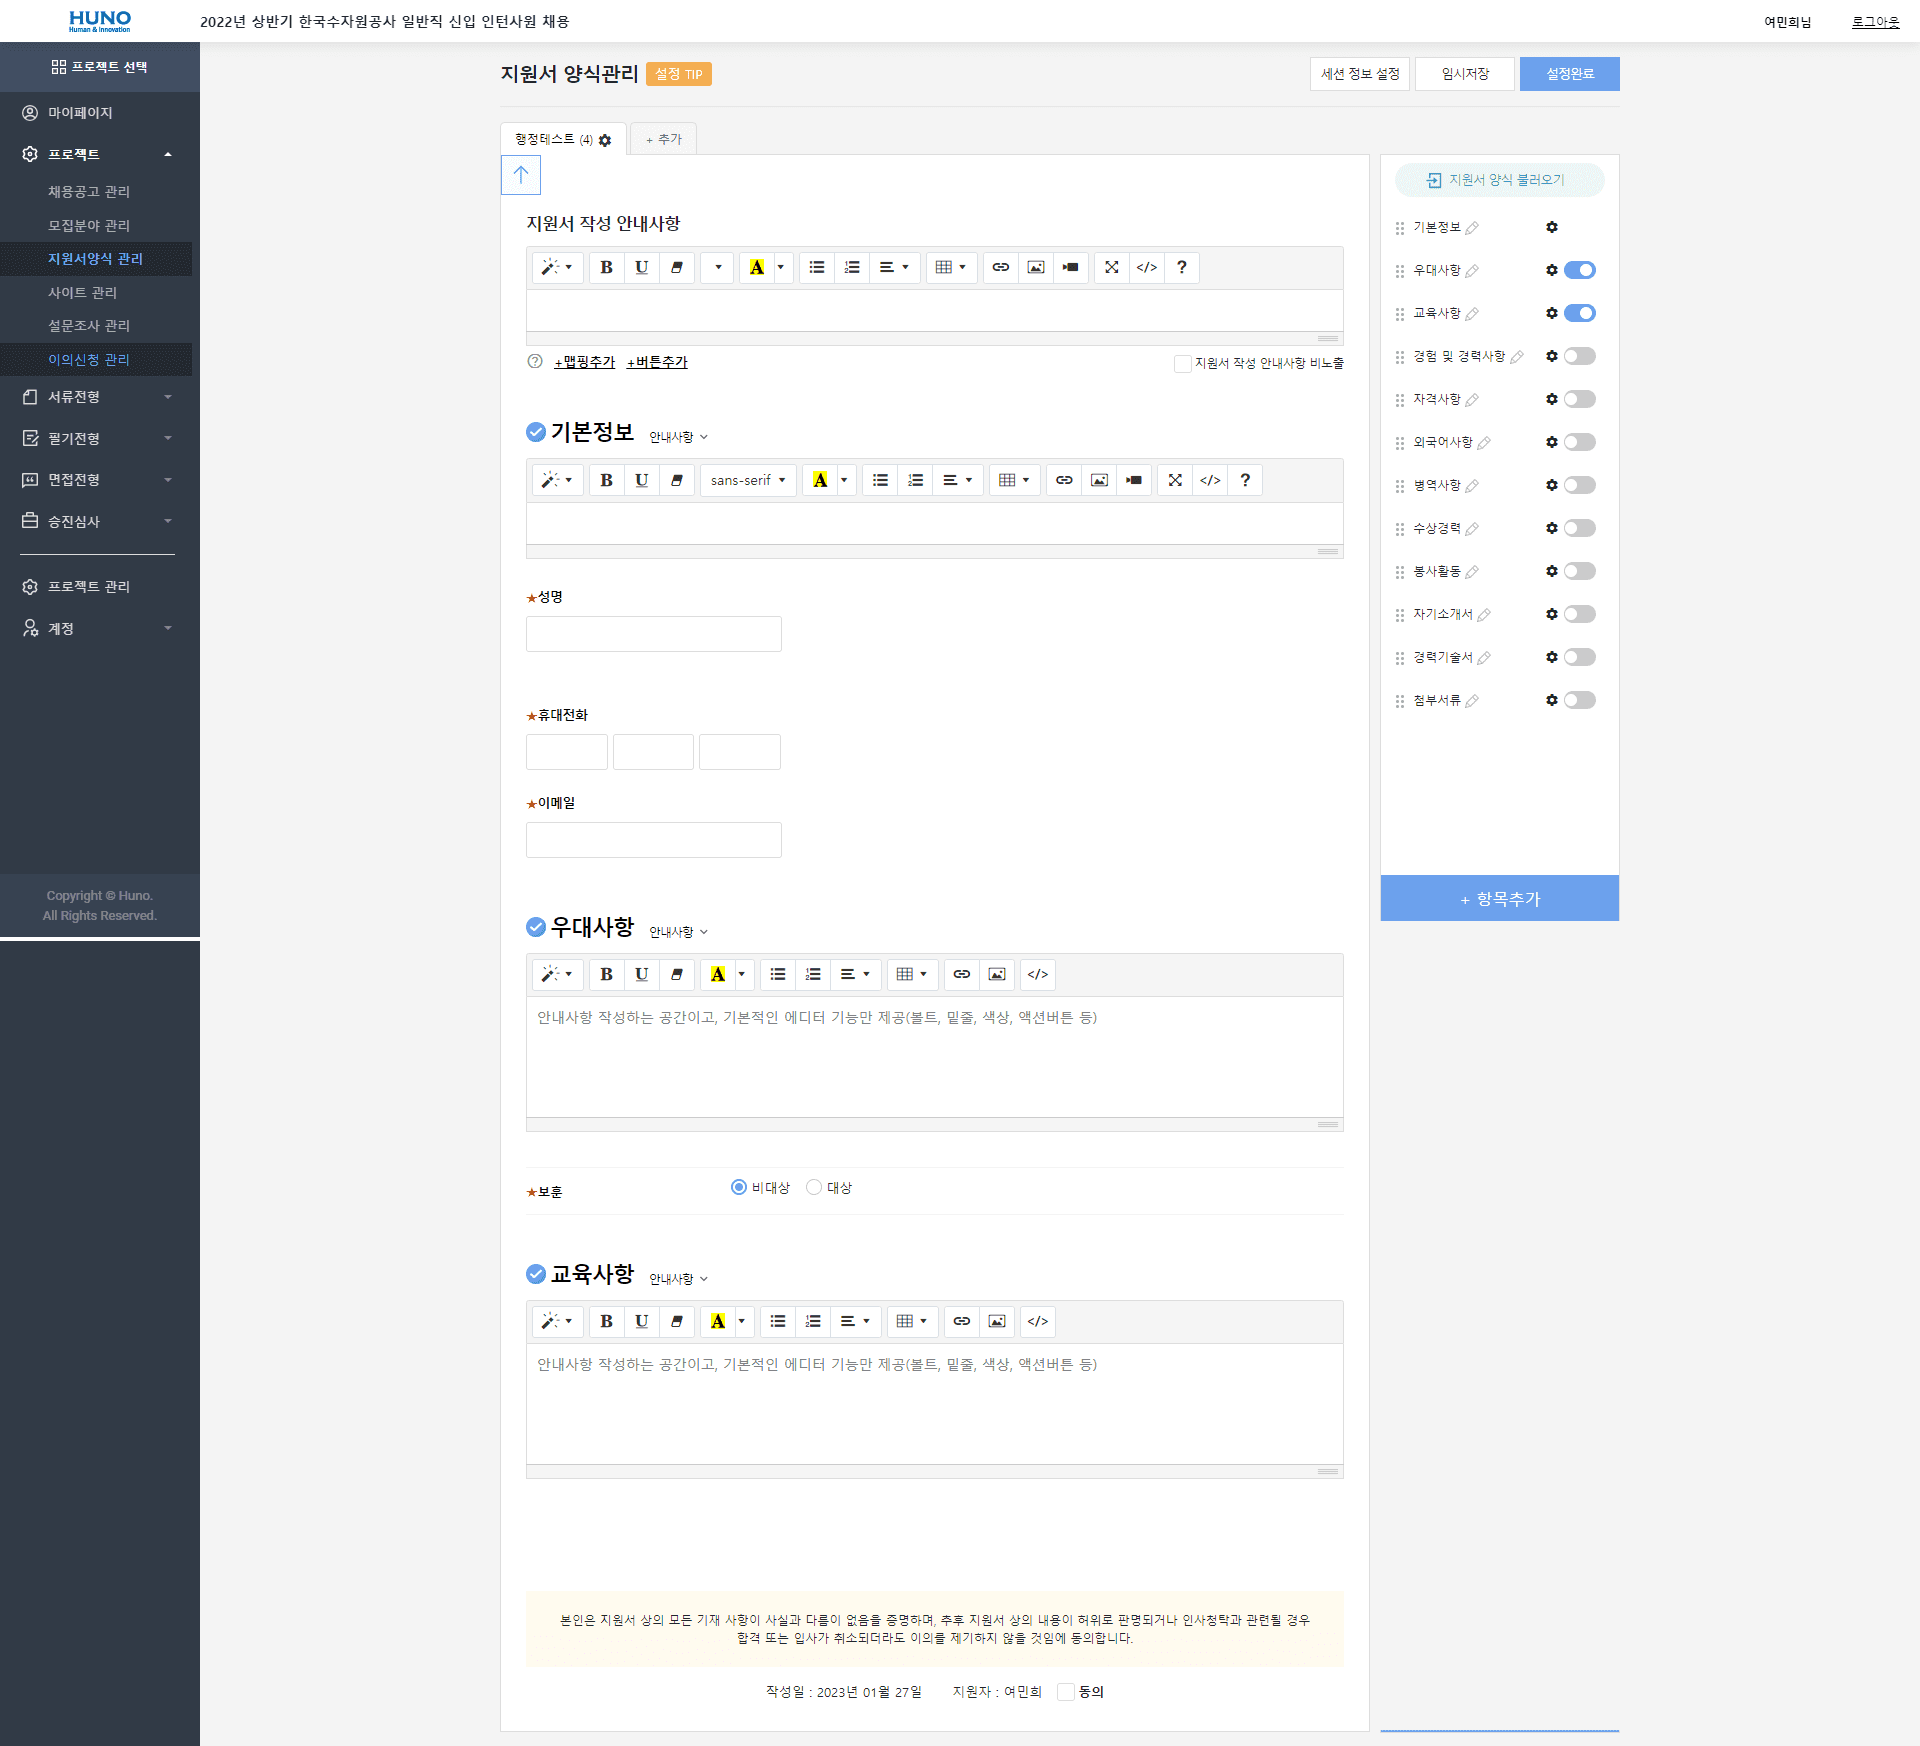 HUNO
Human & Innovation
2022년 상반기 한국수자원공사 일반직 신입 인턴사원 채용
여민희님
로그아웃
프로젝트 선택
마이페이지
프로젝트
채용공고 관리
모집분야 관리
지원서양식 관리
사이트 관리
설문조사 관리
이의신청 관리
서류전형
필기전형
면접전형
승진심사
프로젝트 관리
계정
Copyright © Huno.
All Rights Reserved.
지원서 양식관리
설정 TIP
세션 정보 설정
임시저장
설정완료
행정테스트 (4)
+ 추가
지원서 작성 안내사항
B U A </> ?
+맵핑추가 +버튼추가
지원서 작성 안내사항 비노출
기본정보 안내사항
B U sans-serif A </> ?
★성명
★휴대전화
★이메일
우대사항 안내사항
B U A </>
안내사항 작성하는 공간이고, 기본적인 에디터 기능만 제공(볼트, 밑줄, 색상, 액션버튼 등)
★보훈
비대상
대상
교육사항 안내사항
B U A </>
안내사항 작성하는 공간이고, 기본적인 에디터 기능만 제공(볼트, 밑줄, 색상, 액션버튼 등)
본인은 지원서 상의 모든 기재 사항이 사실과 다름이 없음을 증명하며, 추후 지원서 상의 내용이 허위로 판명되거나 인사청탁과 관련될 경우
합격 또는 입사가 취소되더라도 이의를 제기하지 않을 것임에 동의합니다.
작성일 : 2023년 01월 27일 지원자 : 여민희 동의
지원서 양식 불러오기
기본정보
우대사항
교육사항
경험 및 경력사항
자격사항
외국어사항
병역사항
수상경력
봉사활동
자기소개서
경력기술서
첨부서류
+ 항목추가